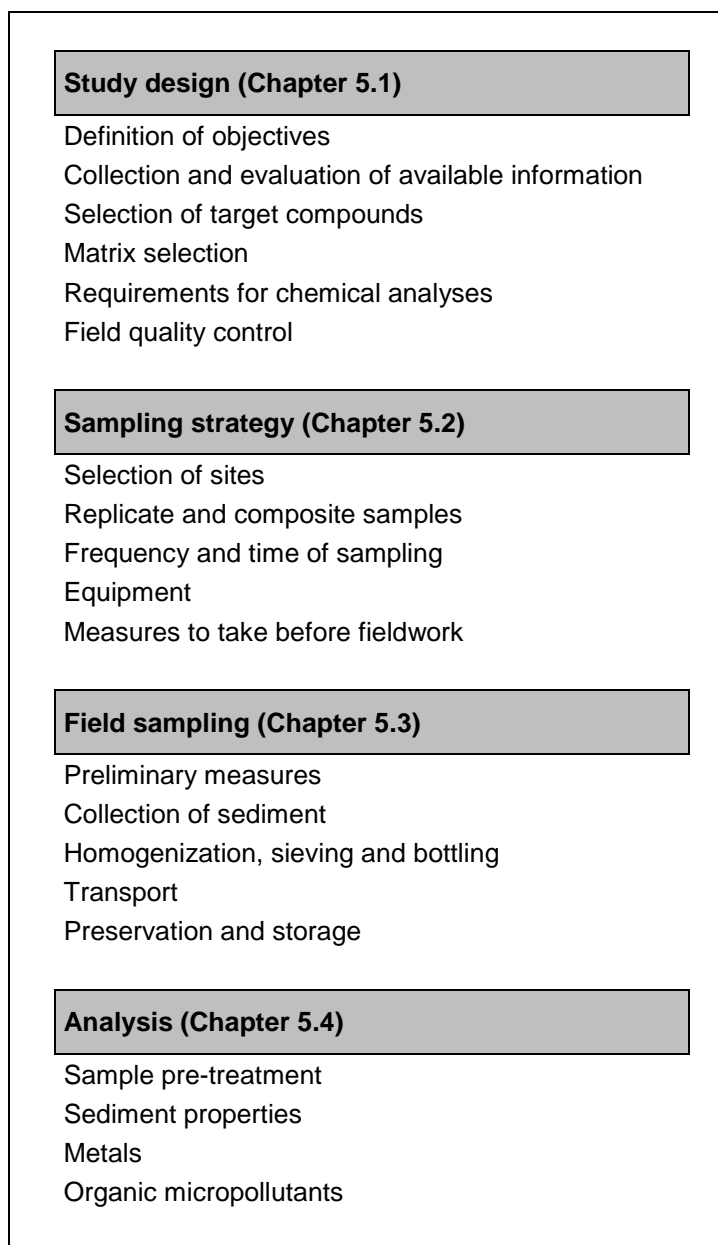 Study design (Chapter 5.1)
Definition of objectives
Collection and evaluation of available information
Selection of target compounds
Matrix selection
Requirements for chemical analyses
Field quality control
Sampling strategy (Chapter 5.2)
Selection of sites
Replicate and composite samples
Frequency and time of sampling
Equipment
Measures to take before fieldwork
Field sampling (Chapter 5.3)
Preliminary measures
Collection of sediment
Homogenization, sieving and bottling
Transport
Preservation and storage
Analysis (Chapter 5.4)
Sample pre-treatment
Sediment properties
Metals
Organic micropollutants